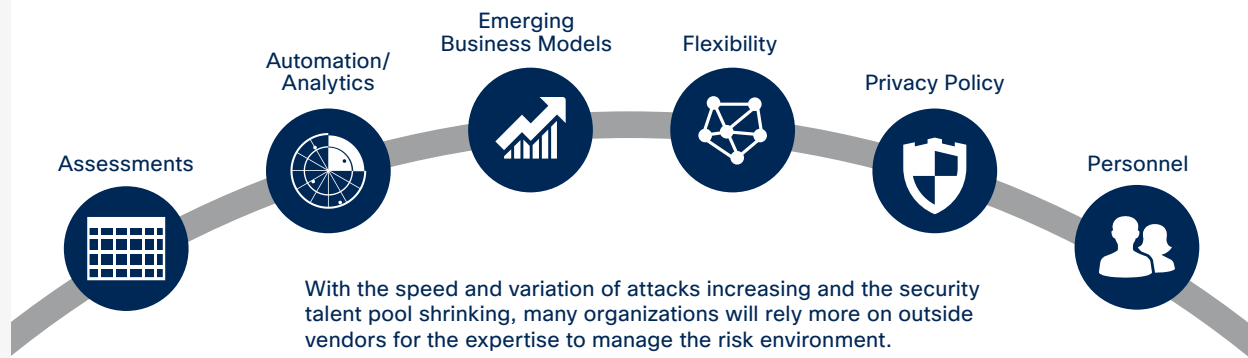 Assessments
Automation/
Analytics
Emerging
Business Models
Flexibility
Privacy Policy
Personnel
With the speed and variation of attacks increasing and the security
talent pool shrinking, many organizations will rely more on outside
vendors for the expertise to manage the risk environment.